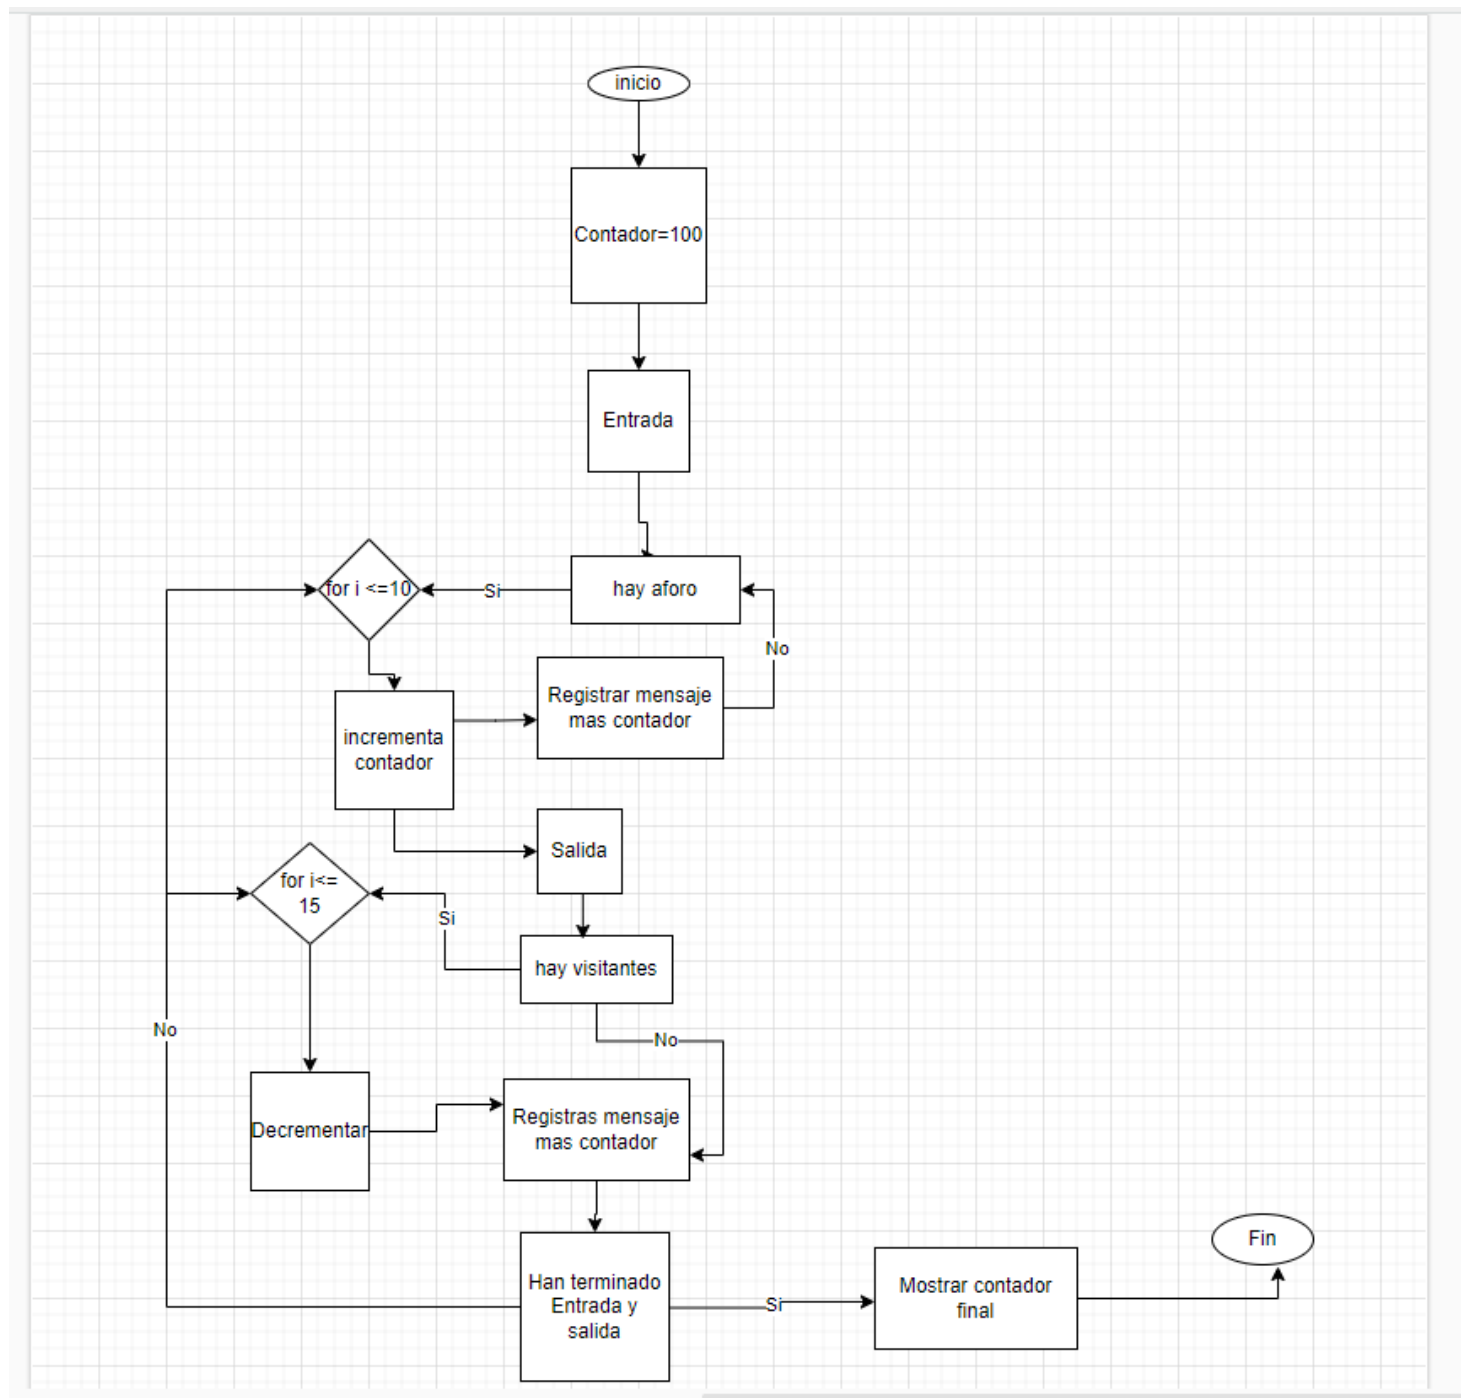 inicio
Contador=100
Entrada
for i <=10
Si
hay aforo
No
Registrar mensaje
mas contador
incrementa
contador
Salida
for i<=
15
Si
hay visitantes
No
No
Decrementar
Registras mensaje
mas contador
Han terminado
Entrada y
salida
Si
Mostrar contador
final
Fin